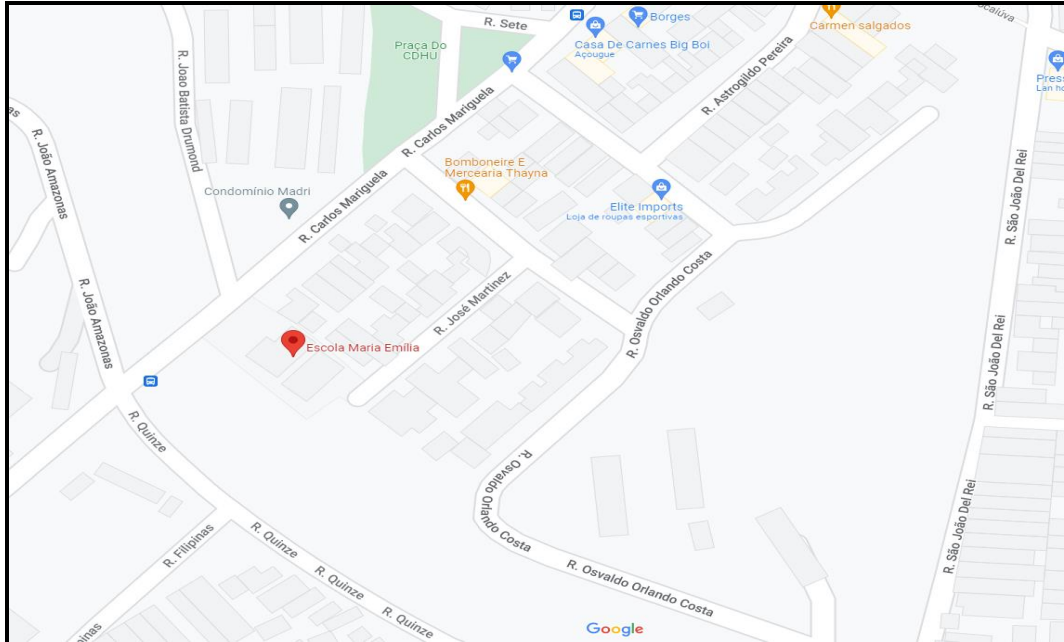 R. Sete
Borges
Casa De Carnes Big Boi
Açougue
Carmen salgados
Praça Do
CDHU
R. Joao Batista Drumond
R. Astrogildo Pereira
R. Carlos Mariguela
R. João Amazonas
Bomboneire E
Mercearia Thayna
Condomínio Madri
R. Carlos Mariguela
Elite Imports
Loja de roupas esportivas
R. São João Del Rei
R. João Amazonas
R. José Martinez
R. Osvaldo Orlando Costa
Escola Maria Emília
R. São João Del Rei
R. Quinze
R. Osvaldo Orlando Costa
R. São João Del Rei
R. Filipinas
R. Quinze
R. Quinze
R. Quinze
R. Osvaldo Orlando Costa
Google